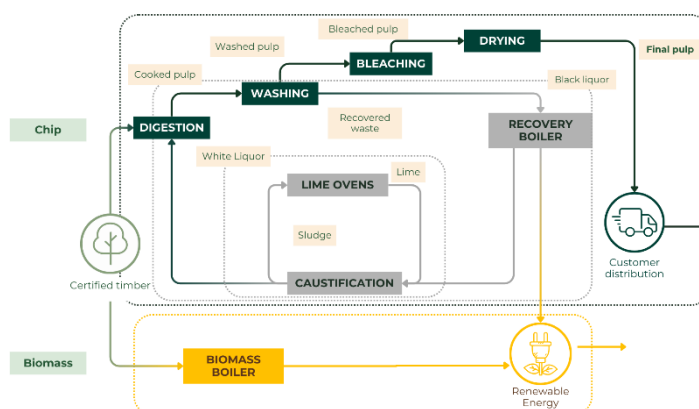 Bleached pulp
DRYING
Washed pulp
Final pulp
BLEACHING
Cooked pulp
Black liquor
WASHING
Chip
DIGESTION
Recovered
waste
RECOVERY
BOILER
White Liquor
Lime
LIME OVENS
Sludge
Certified timber
Customer
distribution
CAUSTIFICATION
Biomass
BIOMASS
BOILER
Renewable
Energy